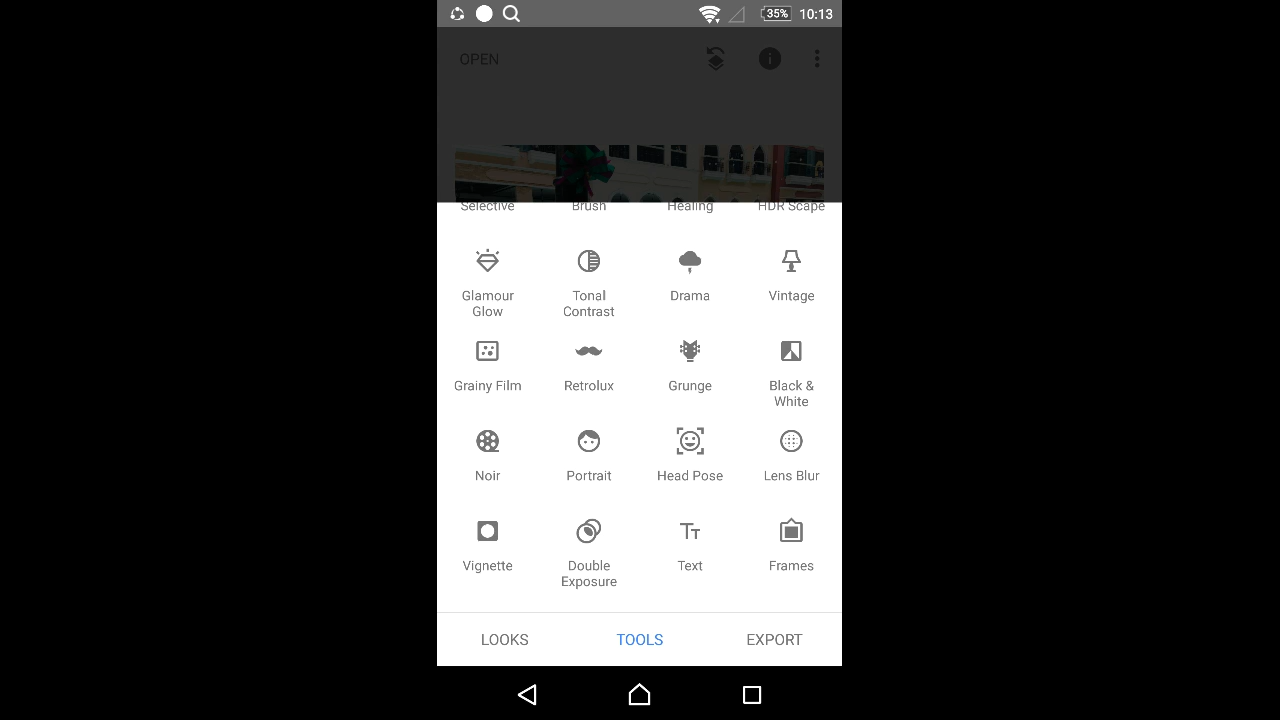 35% 10:13
OPEN
Selective Brush Healing HDR Scape
Glamour Glow Tonal Contrast Drama Vintage
Grainy Film Retrolux Grunge Black & White
Noir Portrait Head Pose Lens Blur
Vignette Double Exposure Text Frames
LOOKS TOOLS EXPORT